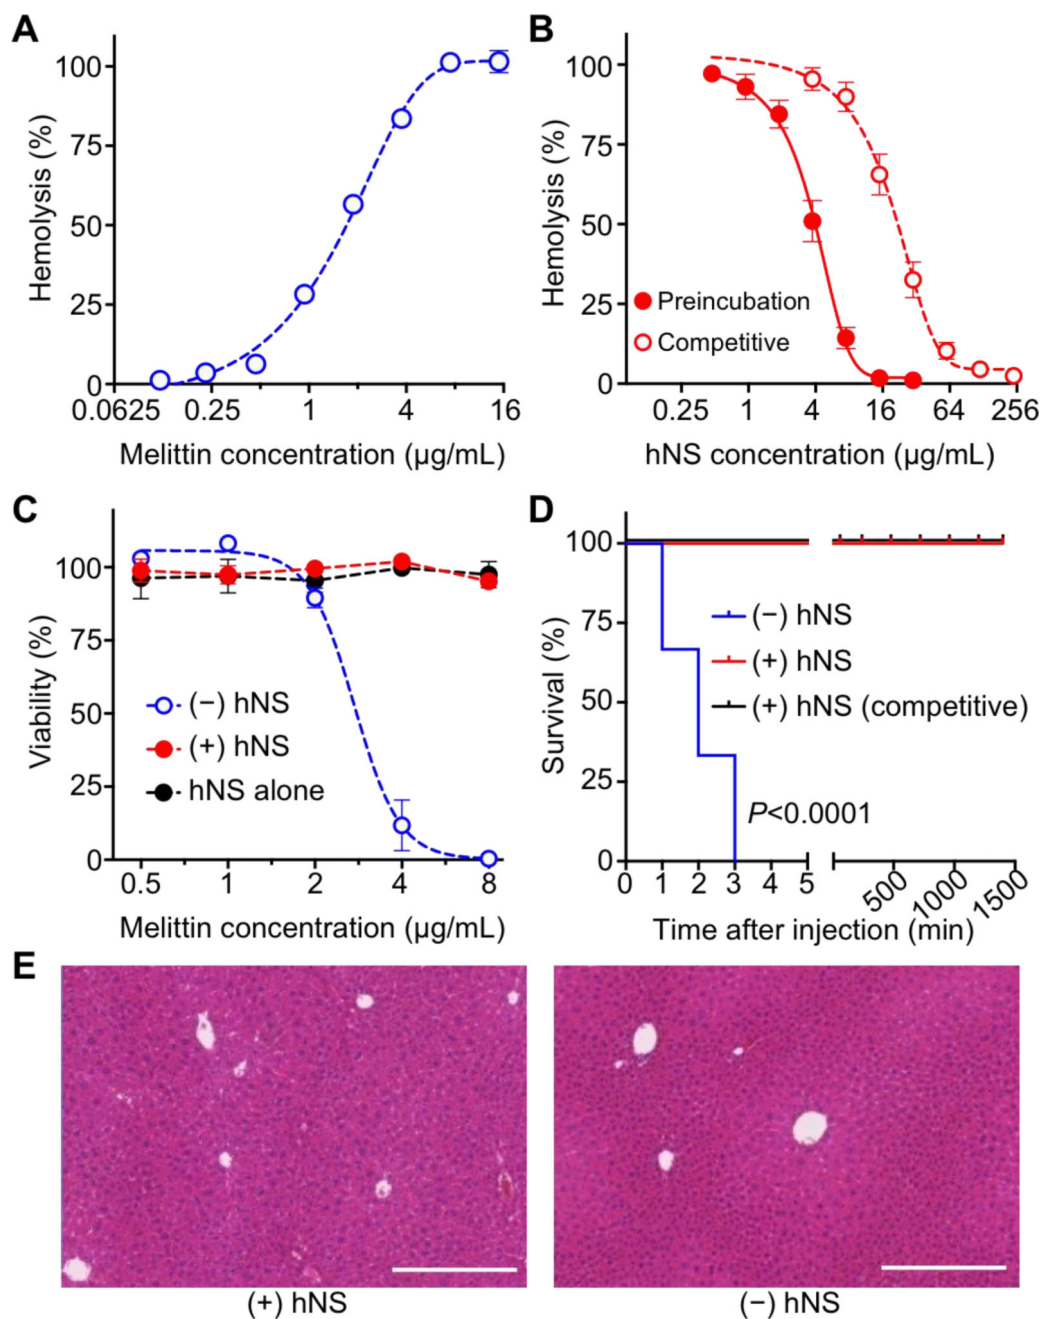 A
B
100
75
50
25
0
Hemolysis (%)
0.0625
0.25
1
4
16
Melittin concentration (µg/mL)
100
75
50
25
0
Hemolysis (%)
Preincubation
Competitive
0.25
1
4
16
64
256
hNS concentration (µg/mL)
C
D
100
75
50
25
0
Viability (%)
(−) hNS
(+) hNS
hNS alone
0.5
1
2
4
8
Melittin concentration (µg/mL)
100
75
50
25
0
Survival (%)
(−) hNS
(+) hNS
(+) hNS (competitive)
P<0.0001
0
1
2
3
4
5
500
1000
1500
Time after injection (min)
E
(+) hNS
(−) hNS